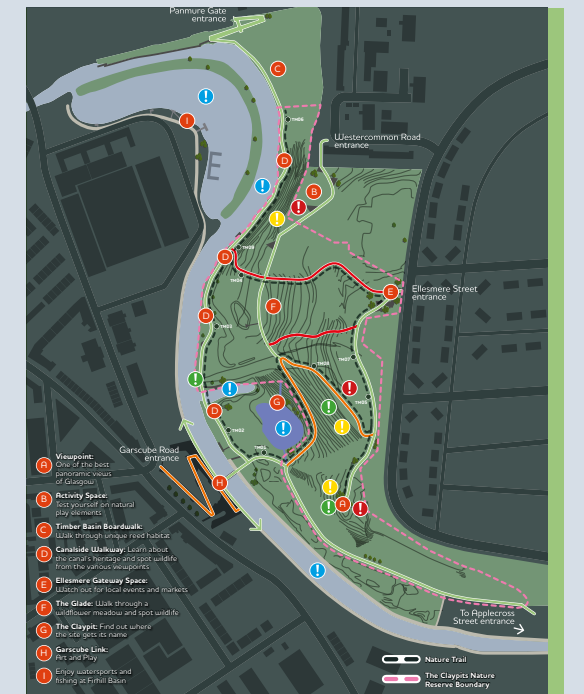 Panmure Gate
entrance
C
!
I
TH06
Westercommon Road
entrance
E
D
!
B
!
!
D
E
Ellesmere Street
entrance
F
D
!
!
D
G
!
!
!
!
Garscube Road
entrance
H
!
!
A
!
!
A
Viewpoint:
One of the best
panoramic views
of Glasgow
B
Activity Space:
Test yourself on natural
play elements
C
Timber Basin Boardwalk:
Walk through unique reed habitat
D
Canalside Walkway: Learn about
the canal's heritage and spot wildlife
from the various viewpoints
E
Ellesmere Gateway Space:
Watch out for local events and markets
F
The Glade: Walk through a
wildflower meadow and spot wildlife
G
The Claypit: Find out where
the site gets its name
H
Garscube Link:
Art and Play
I
Enjoy watersports and
fishing at Firhill Basin
To Applecross
Street entrance
Nature Trail
The Claypits Nature
Reserve Boundary